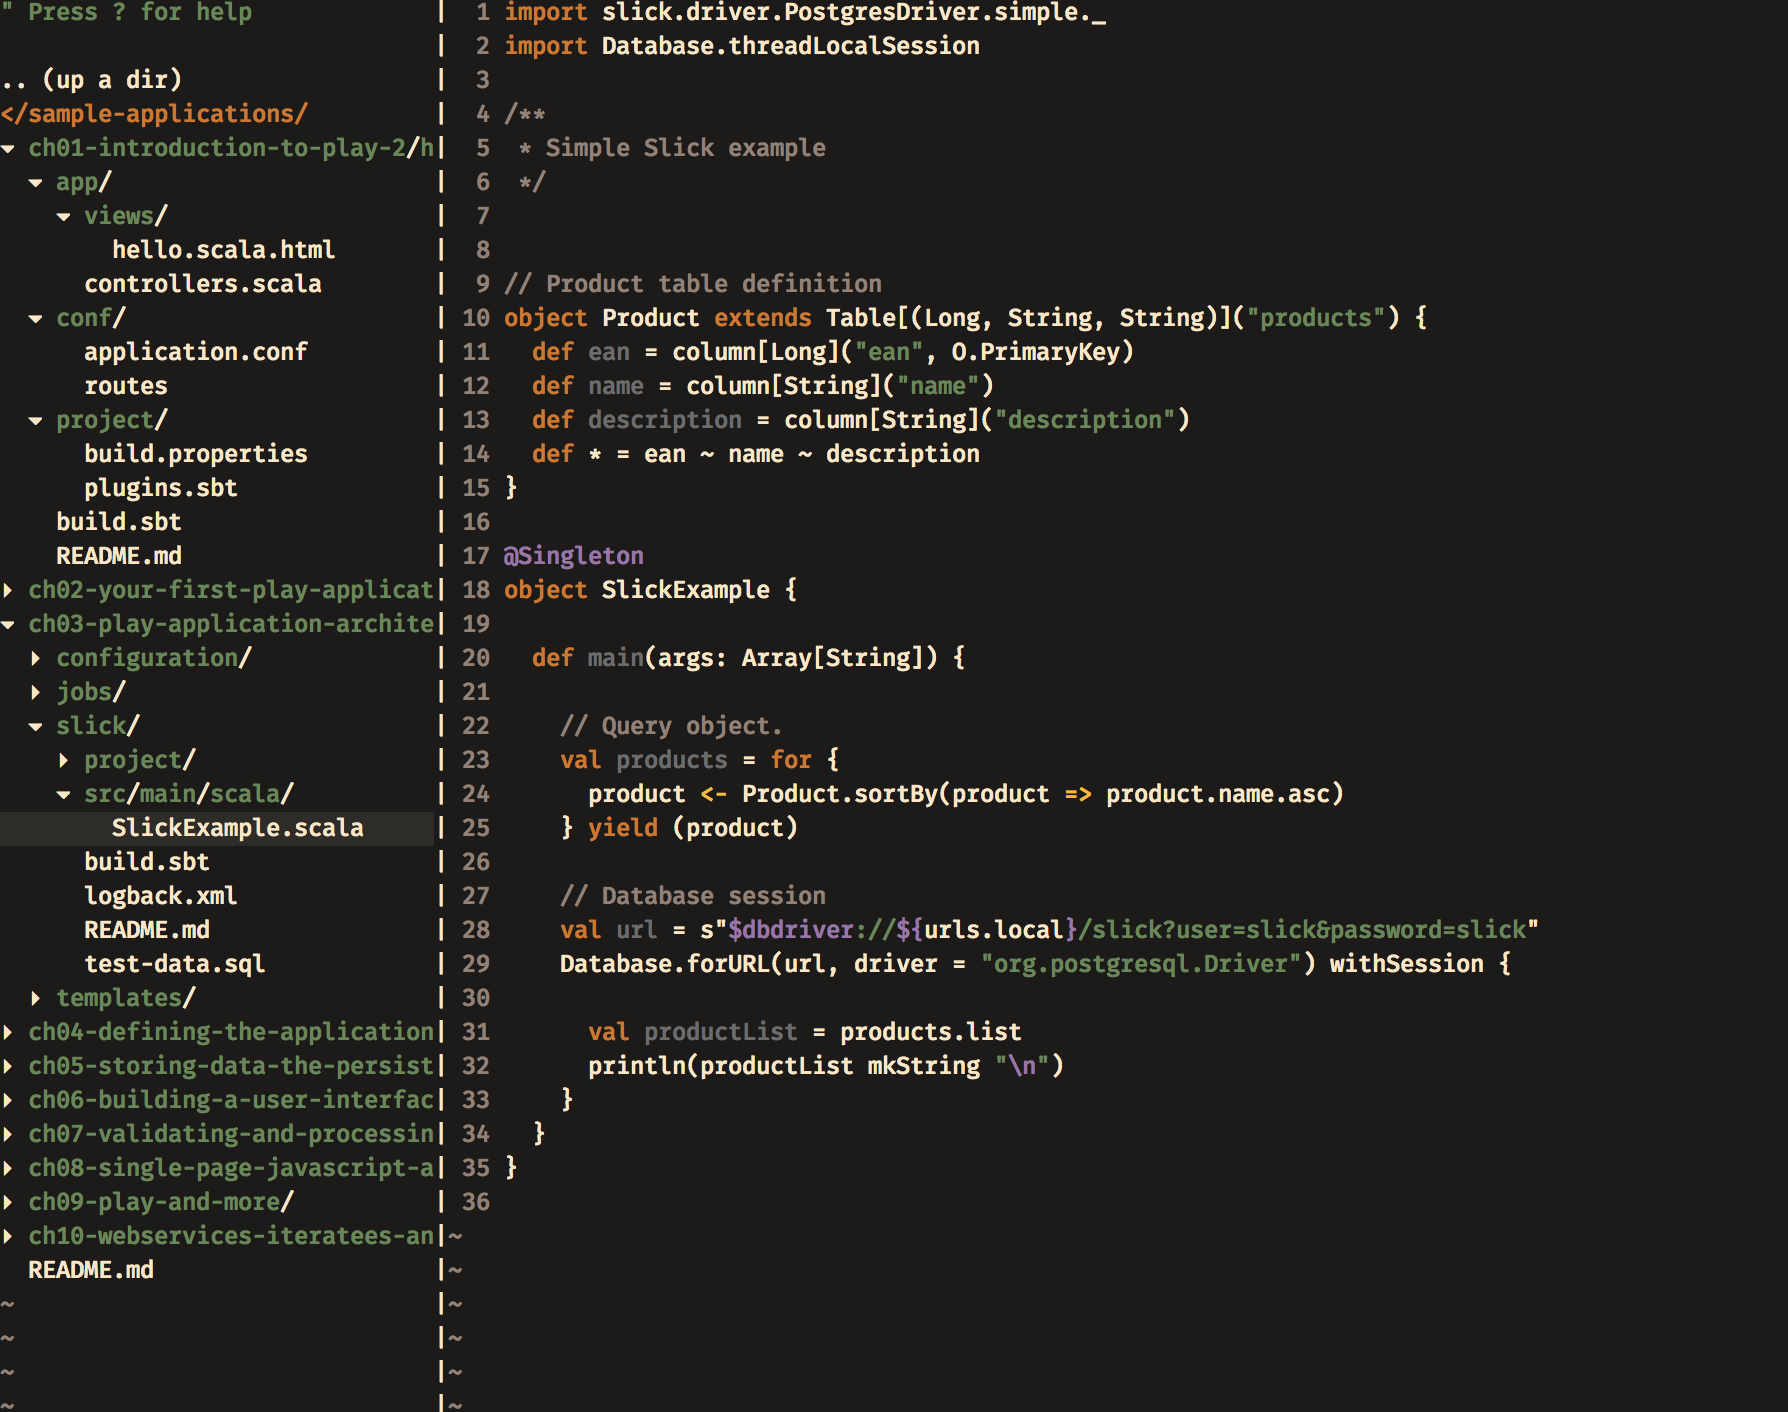 " Press ? for help
.. (up a dir)
</sample-applications/
▾ ch01-introduction-to-play-2/h
  ▾ app/
    ▾ views/
        hello.scala.html
      controllers.scala
  ▾ conf/
      application.conf
      routes
  ▾ project/
      build.properties
      plugins.sbt
    build.sbt
    README.md
▸ ch02-your-first-play-applicat
▾ ch03-play-application-archite
  ▸ configuration/
  ▸ jobs/
  ▾ slick/
    ▸ project/
    ▾ src/main/scala/
        SlickExample.scala
      build.sbt
      logback.xml
      README.md
      test-data.sql
  ▸ templates/
▸ ch04-defining-the-application
▸ ch05-storing-data-the-persist
▸ ch06-building-a-user-interfac
▸ ch07-validating-and-processin
▸ ch08-single-page-javascript-a
▸ ch09-play-and-more/
▸ ch10-webservices-iteratees-an
  README.md
~
~
~
~
1 import slick.driver.PostgresDriver.simple._
2 import Database.threadLocalSession
3
4 /**
5  * Simple Slick example
6  */
7
8
9 // Product table definition
10 object Product extends Table[(Long, String, String)]("products") {
11   def ean = column[Long]("ean", O.PrimaryKey)
12   def name = column[String]("name")
13   def description = column[String]("description")
14   def * = ean ~ name ~ description
15 }
16
17 @Singleton
18 object SlickExample {
19
20   def main(args: Array[String]) {
21
22     // Query object.
23     val products = for {
24       product <- Product.sortBy(product => product.name.asc)
25     } yield (product)
26
27     // Database session
28     val url = s"$dbdriver://${urls.local}/slick?user=slick&password=slick"
29     Database.forURL(url, driver = "org.postgresql.Driver") withSession {
30
31       val productList = products.list
32       println(productList mkString "\n")
33     }
34   }
35 }
36
~
~
~
~
~
~